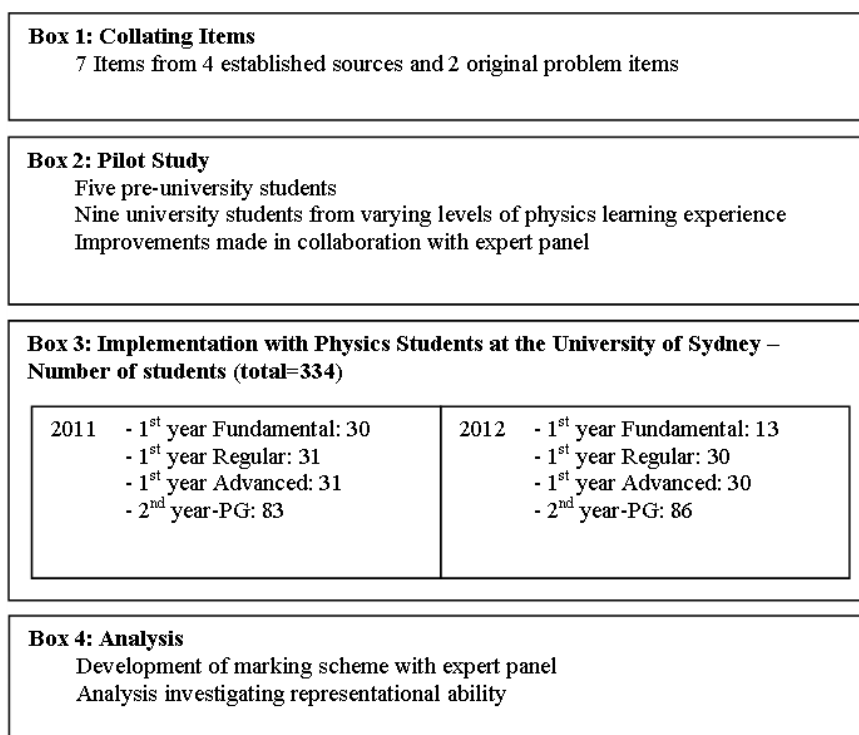 Box 1: Collating Items
7 Items from 4 established sources and 2 original problem items
Box 2: Pilot Study
Five pre-university students
Nine university students from varying levels of physics learning experience
Improvements made in collaboration with expert panel
Box 3: Implementation with Physics Students at the University of Sydney –
Number of students (total=334)
2011 - 1st year Fundamental: 30
- 1st year Regular: 31
- 1st year Advanced: 31
- 2nd year-PG: 83
2012 - 1st year Fundamental: 13
- 1st year Regular: 30
- 1st year Advanced: 30
- 2nd year-PG: 86
Box 4: Analysis
Development of marking scheme with expert panel
Analysis investigating representational ability